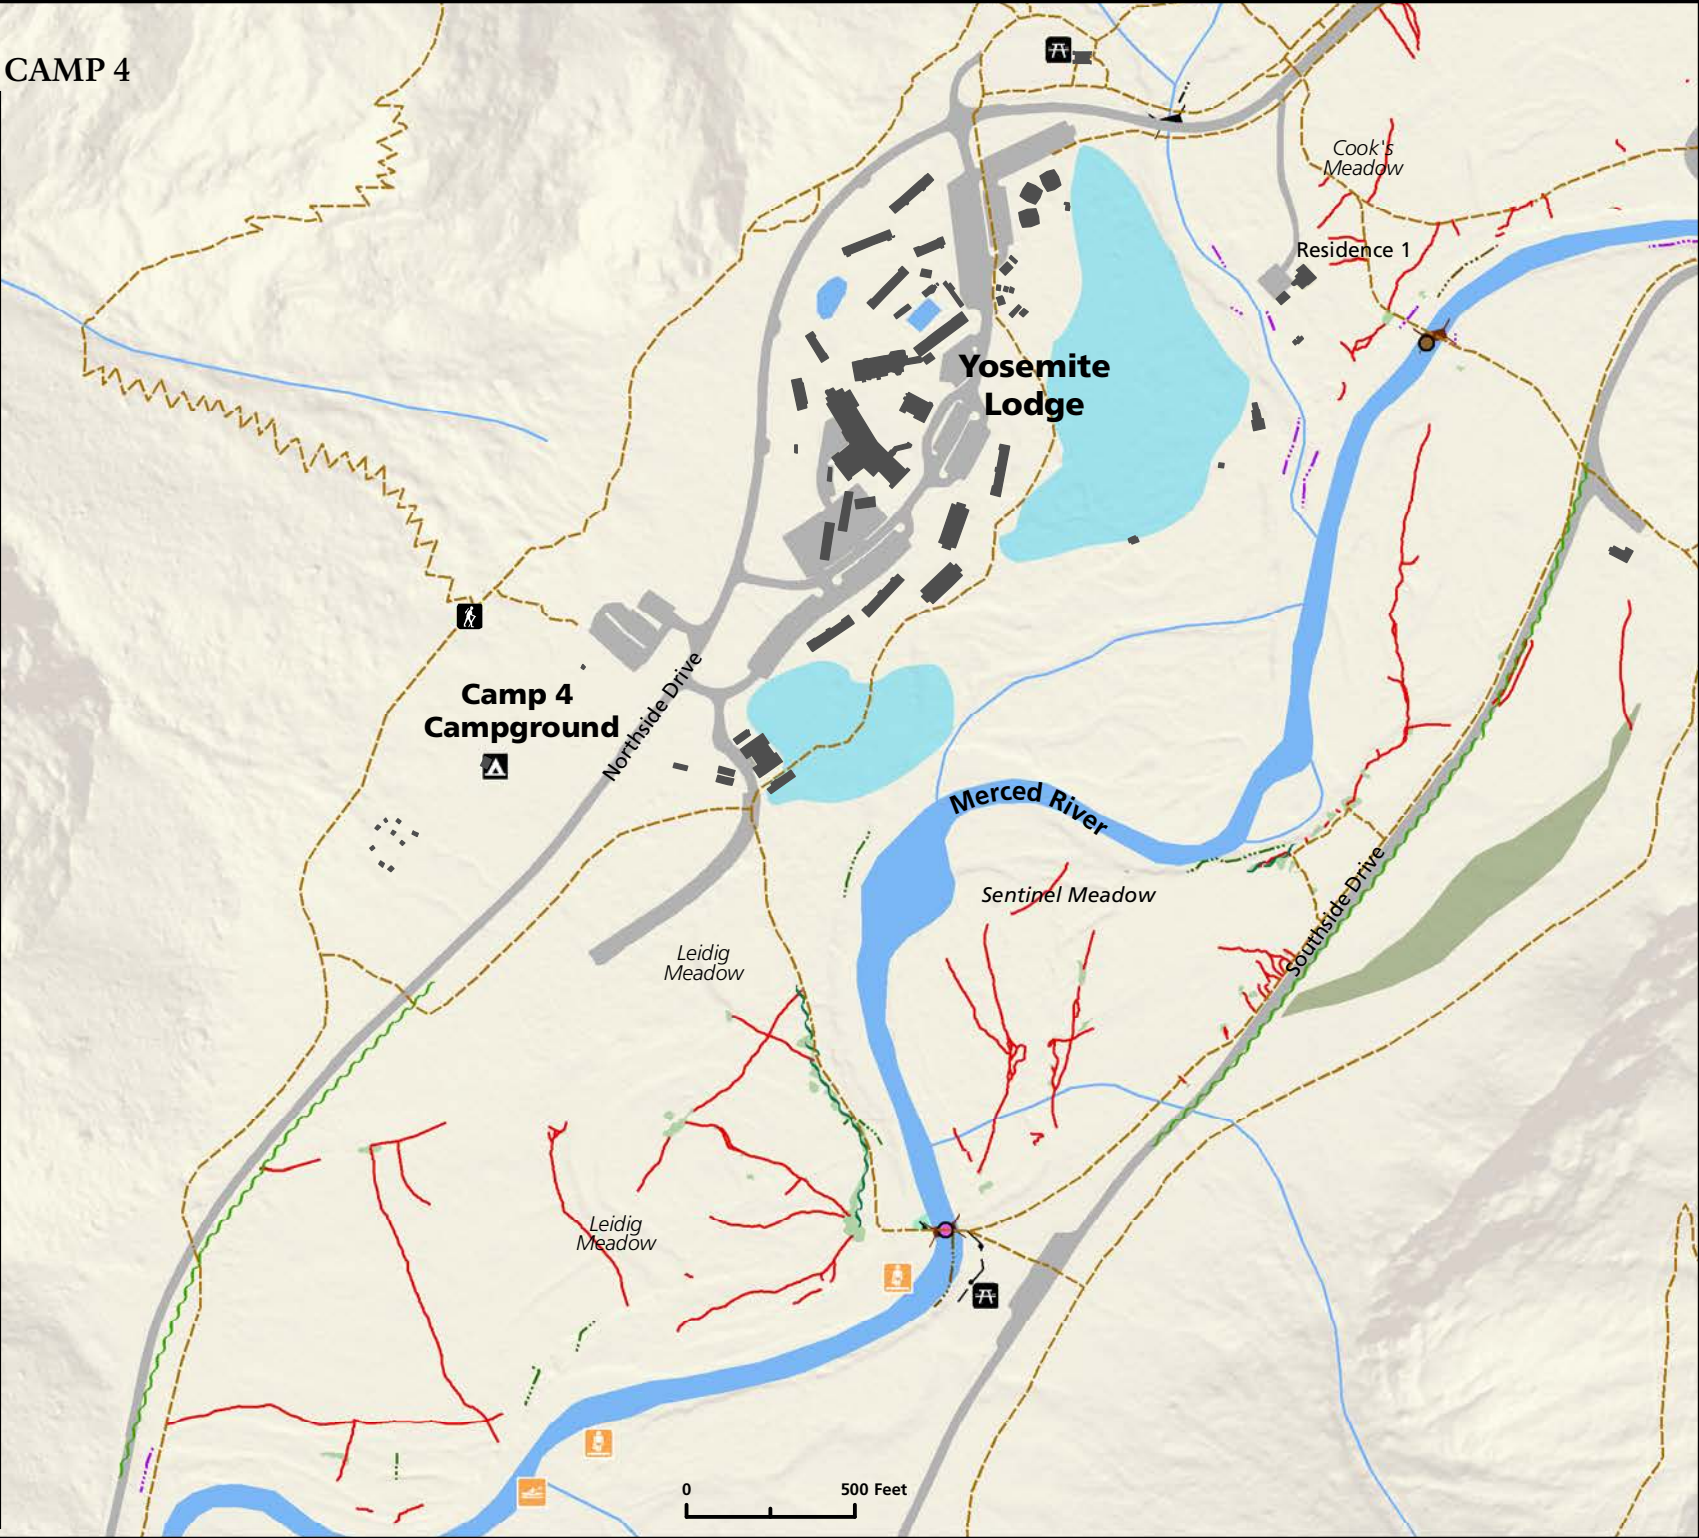 CAMP 4
Cook's
Meadow
Residence 1
Yosemite
Lodge
Camp 4
Campground
Northside Drive
Merced River
Sentinel Meadow
Southside Drive
Leidig
Meadow
Leidig
Meadow
0 500 Feet